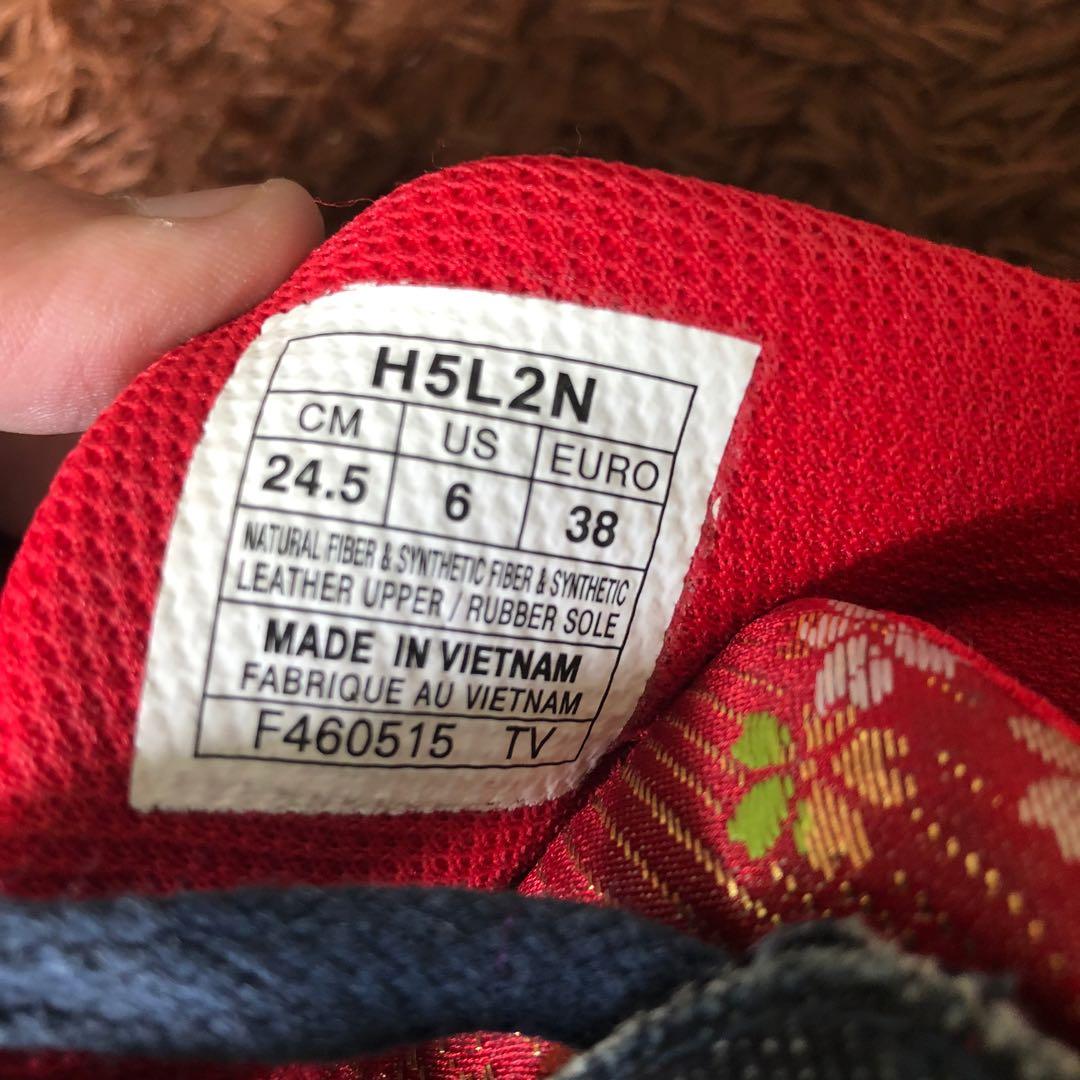 H5L2N
CM US EURO
24.5 6 38
NATURAL FIBER & SYNTHETIC FIBER & SYNTHETIC
LEATHER UPPER / RUBBER SOLE
MADE IN VIETNAM
FABRIQUE AU VIETNAM
F460515 TV